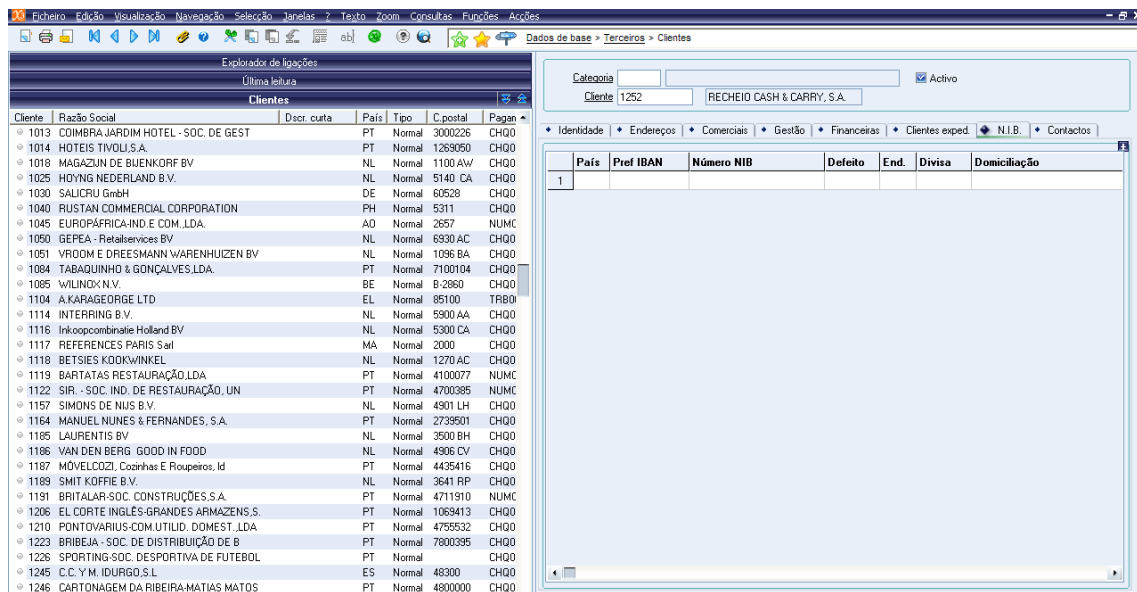 Ficheiro Edição Visualização Navegação Selecção Janelas ? Texto Zoom Consultas Funções Acções
Dados de base > Terceiros > Clientes
Explorador de ligações
Última leitura
Clientes
Cliente Razão Social Dscr. curta País Tipo C.postal Pagan
1013 COIMBRA JARDIM HOTEL - SOC. DE GEST PT Normal 3000226 CHQ0
1014 HOTEIS TIVOLI,S.A. PT Normal 1269050 CHQ0
1018 MAGAZIJN DE BIJENKORF BV NL Normal 1100 AW CHQ0
1025 HOYNG NEDERLAND B.V. NL Normal 5140 CA CHQ0
1030 SALICRU GmbH DE Normal 60528 CHQ0
1040 RUSTAN COMMERCIAL CORPORATION PH Normal 5311 CHQ0
1045 EUROPÁFRICA-IND.E COM.,LDA. AO Normal 2657 NUMC
1050 GEPEA - Retailservices BV NL Normal 6930 AC CHQ0
1051 VROOM E DREESMANN WARENHUIZEN BV NL Normal 1096 BA CHQ0
1084 TABAQUINHO & GONÇALVES,LDA. PT Normal 7100104 CHQ0
1085 WILINOX N.V. BE Normal B-2860 CHQ0
1104 A.KARAGEORGE LTD EL Normal 85100 TRB0
1114 INTERRING B.V. NL Normal 5900 AA CHQ0
1116 Inkoopcombinatie Holland BV NL Normal 5300 CA CHQ0
1117 REFERENCES PARIS Sarl MA Normal 2000 CHQ0
1118 BETSIES KOOKWINKEL NL Normal 1270 AC CHQ0
1119 BARTATAS RESTAURAÇÃO,LDA PT Normal 4100077 NUMC
1122 SIR. - SOC. IND. DE RESTAURAÇÃO, UN PT Normal 4700385 NUMC
1157 SIMONS DE NIJS B.V. NL Normal 4901 LH CHQ0
1164 MANUEL NUNES & FERNANDES, S.A. PT Normal 2739501 CHQ0
1185 LAURENTIS BV NL Normal 3500 BH CHQ0
1186 VAN DEN BERG GOOD IN FOOD NL Normal 4906 CV CHQ0
1187 MÓVELCOZI, Cozinhas E Roupeiros, ld PT Normal 4435416 CHQ0
1189 SMIT KOFFIE B.V. NL Normal 3641 RP CHQ0
1191 BRITALAR-SOC. CONSTRUÇÕES,S.A. PT Normal 4711910 NUMC
1206 EL CORTE INGLÊS-GRANDES ARMAZENS,S. PT Normal 1069413 CHQ0
1210 PONTOVARIUS-COM.UTILID. DOMEST.,LDA PT Normal 4755532 CHQ0
1223 BRIBEJA - SOC. DE DISTRIBUIÇÃO DE B PT Normal 7800395 CHQ0
1226 SPORTING-SOC. DESPORTIVA DE FUTEBOL PT Normal CHQ0
1245 C.C. Y M. IDURGO,S.L ES Normal 48300 CHQ0
1246 CARTONAGEM DA RIBEIRA-MATIAS MATOS PT Normal 4800000 CHQ0
Categoria Activo
Cliente 1252 RECHEIO CASH & CARRY, S.A.
Identidade Endereços Comerciais Gestão Financeiras Clientes exped. N.I.B. Contactos
País Pref IBAN Número NIB Defeito End. Divisa Domiciliação
1